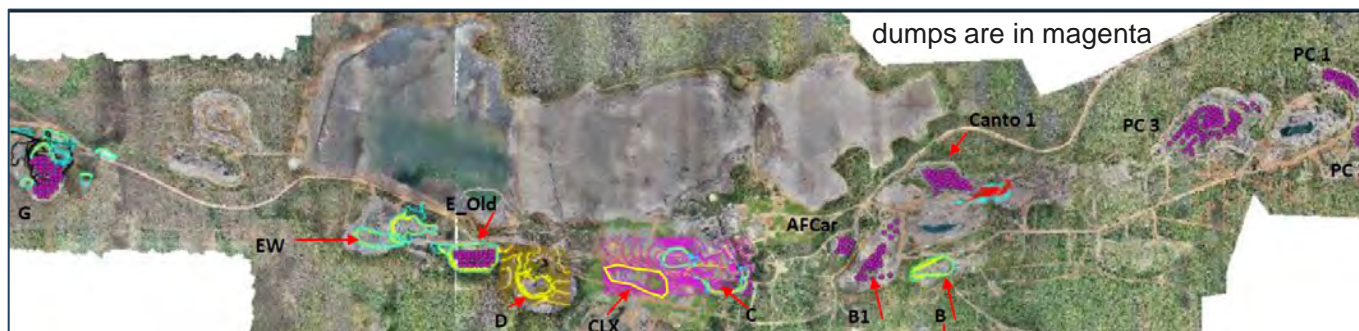 dumps are in magenta
PC 1
Canto 1
PC 3
PC
G
E_Old
AFCar
EW
D
CLX
C
B1
B